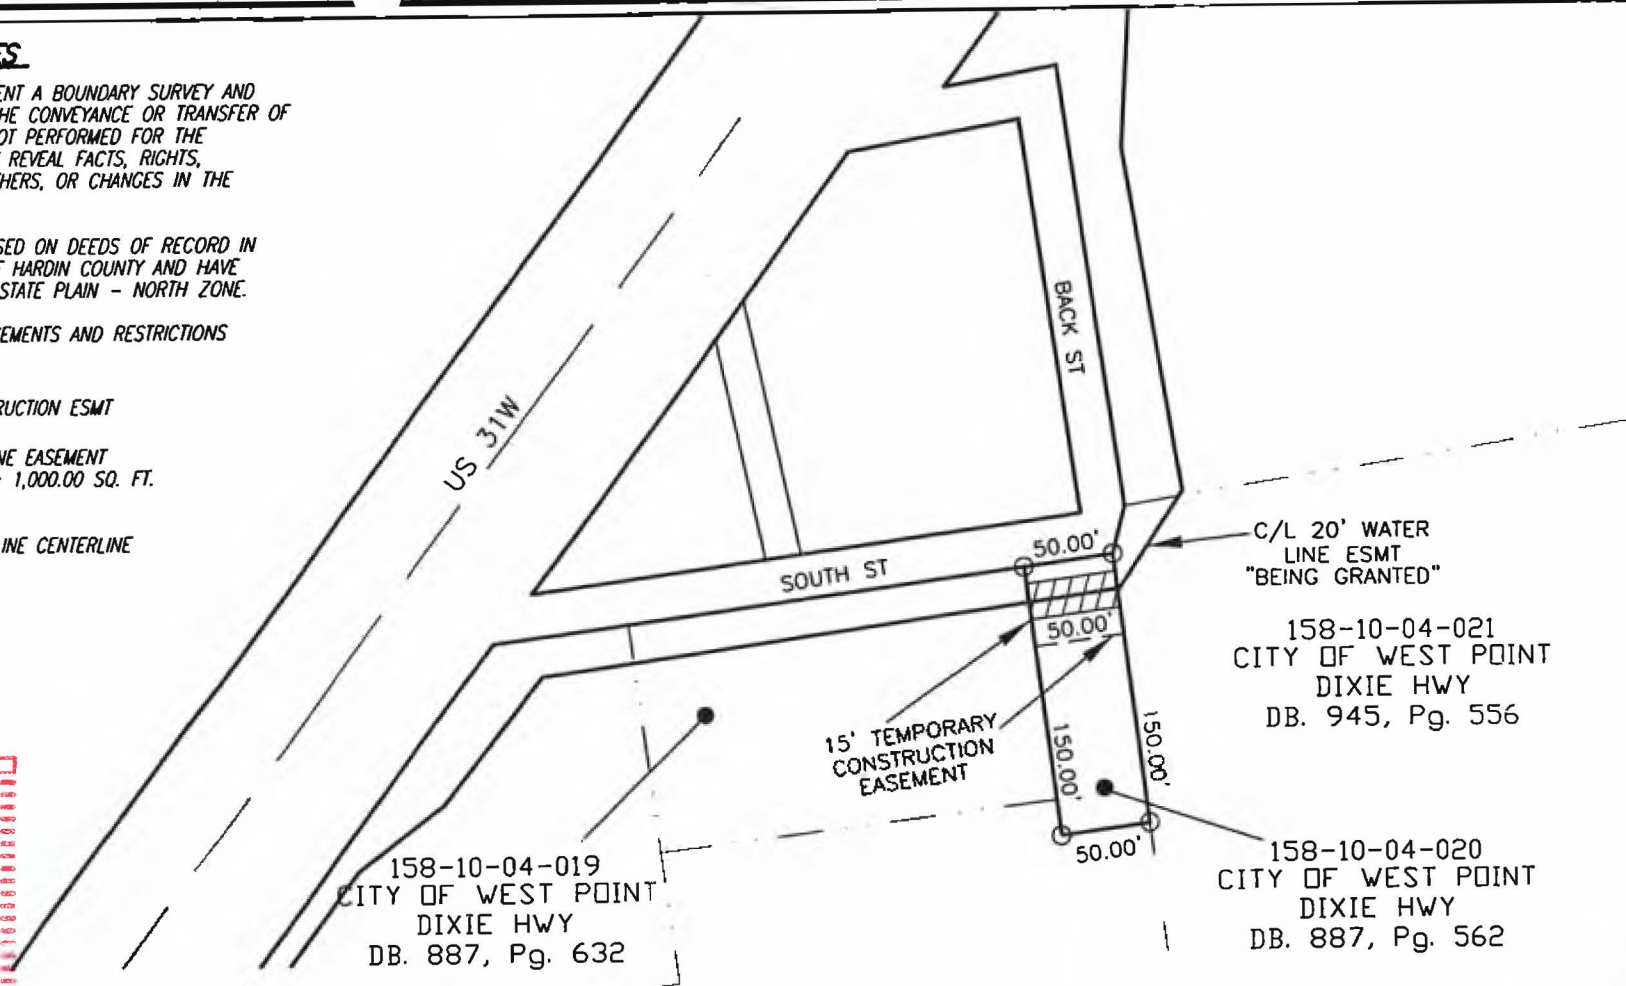 ES
ENT A BOUNDARY SURVEY AND
HE CONVEYANCE OR TRANSFER OF
OT PERFORMED FOR THE
REVEAL FACTS, RIGHTS,
HERS, OR CHANGES IN THE
SED ON DEEDS OF RECORD IN
HARDIN COUNTY AND HAVE
STATE PLAIN - NORTH ZONE.
EMENTS AND RESTRICTIONS
RUCTION ESMT
NE EASEMENT
1,000.00 SQ. FT.
INE CENTERLINE
US 31W
BACK ST
SOUTH ST
50.00'
50.00'
C/L 20' WATER
LINE ESMT
"BEING GRANTED"
158-10-04-021
CITY OF WEST POINT
DIXIE HWY
DB. 945, Pg. 556
15' TEMPORARY
CONSTRUCTION
EASEMENT
150.00'
150.00'
50.00'
158-10-04-019
CITY OF WEST POINT
DIXIE HWY
DB. 887, Pg. 632
158-10-04-020
CITY OF WEST POINT
DIXIE HWY
DB. 887, Pg. 562